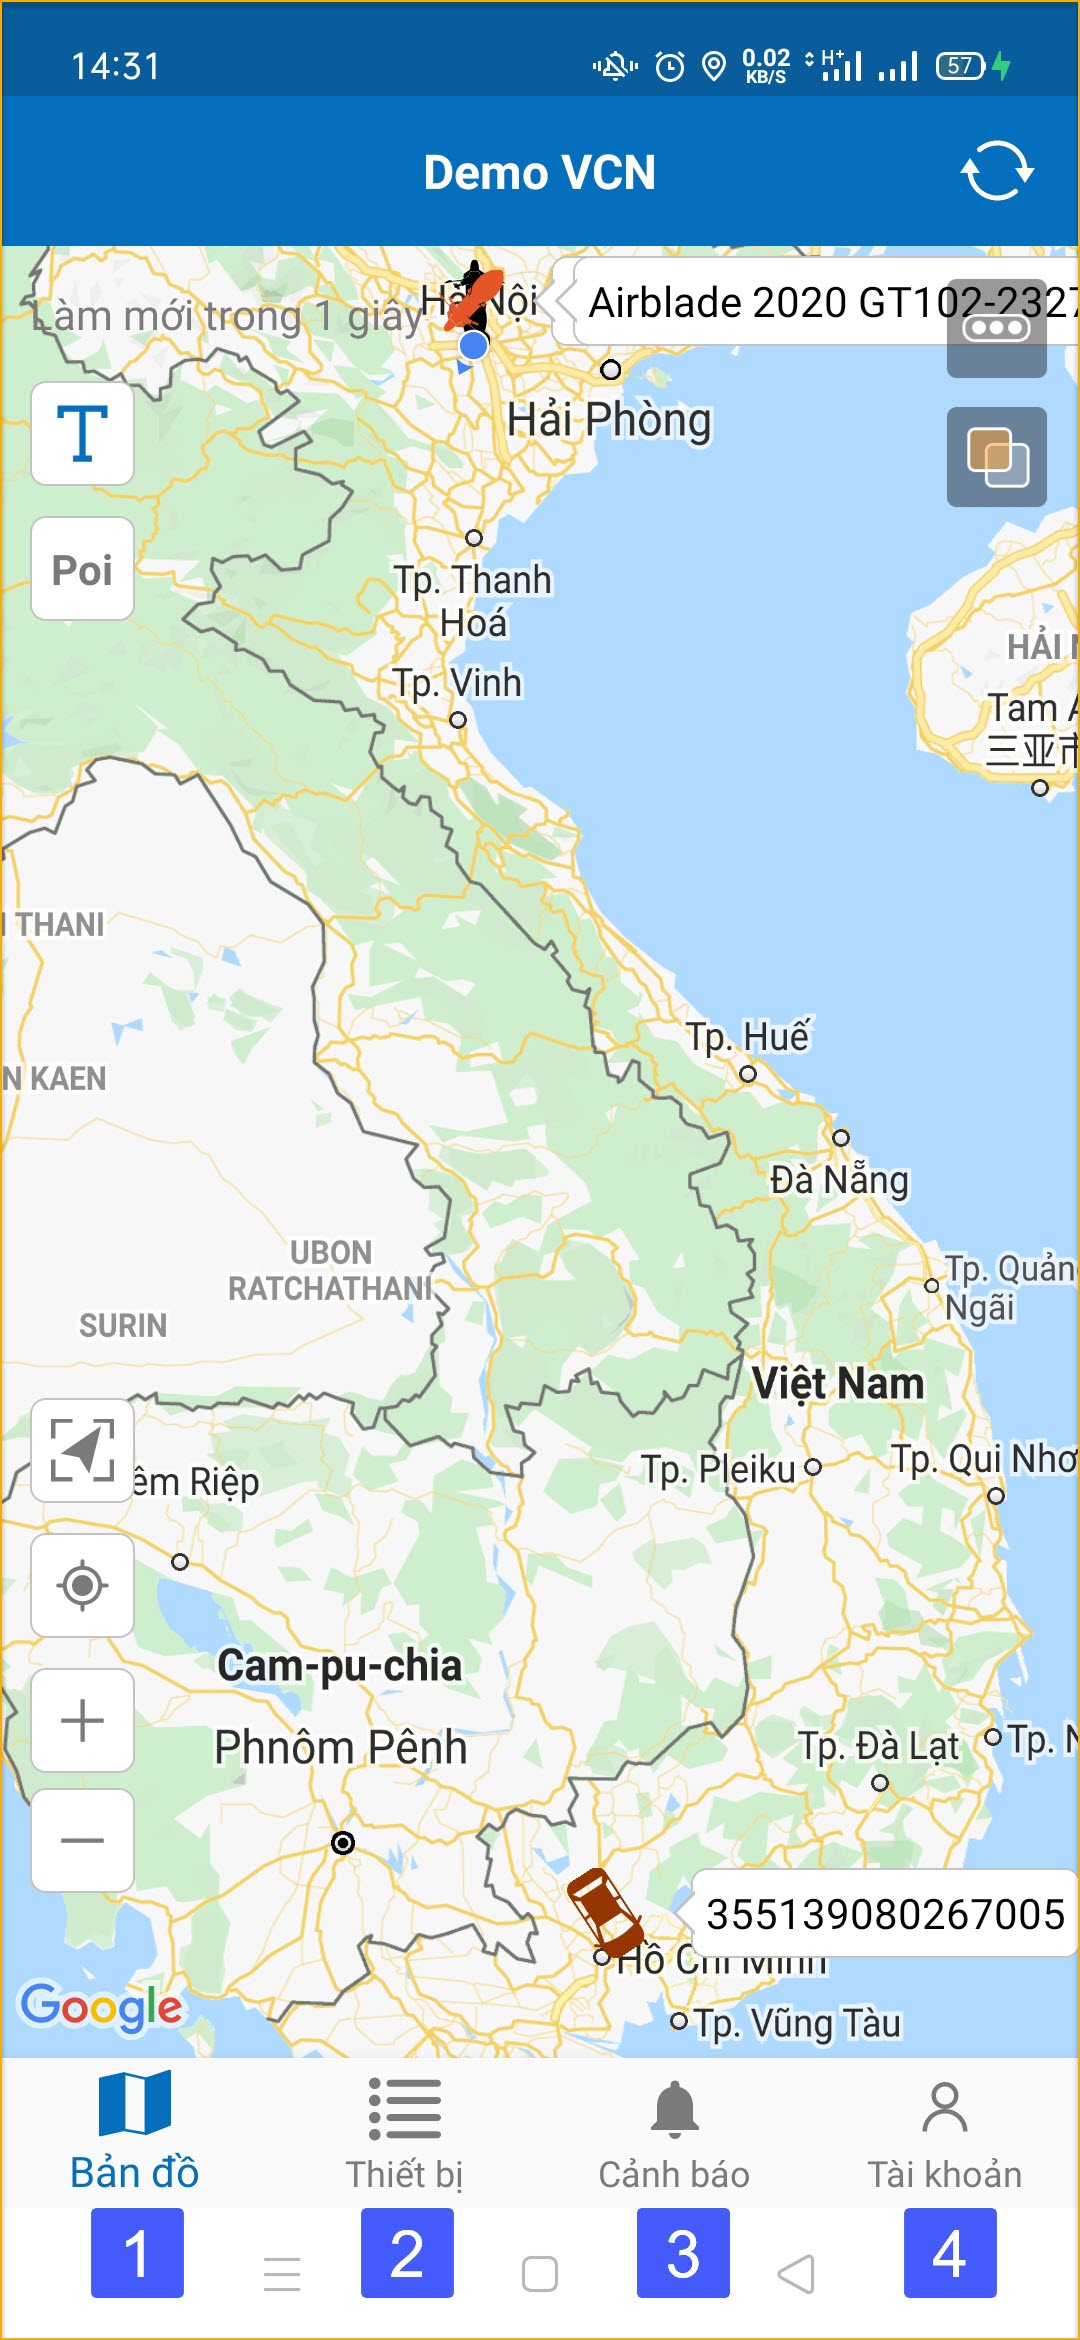 14:31
0.02
KB/S
H+
57
Demo VCN
Làm mới trong 1 giây
Hà Nội
Airblade 2020 GT102-2327
Hải Phòng
T
Poi
Tp. Thanh
Hoá
HẢI
Tp. Vinh
Tam
三亚市
THANI
N KAEN
Tp. Huế
Đà Nẵng
UBON
RATCHATHANI
Tp. Quản
Ngãi
SURIN
Việt Nam
Tp. Pleiku
Tp. Qui Nhơ
êm Riệp
Cam-pu-chia
Phnôm Pênh
Tp. Đà Lạt
Tp. N
355139080267005
Hồ Chí Minh
Google
Tp. Vũng Tàu
Bản đồ
Thiết bị
Cảnh báo
Tài khoản
1
2
3
4